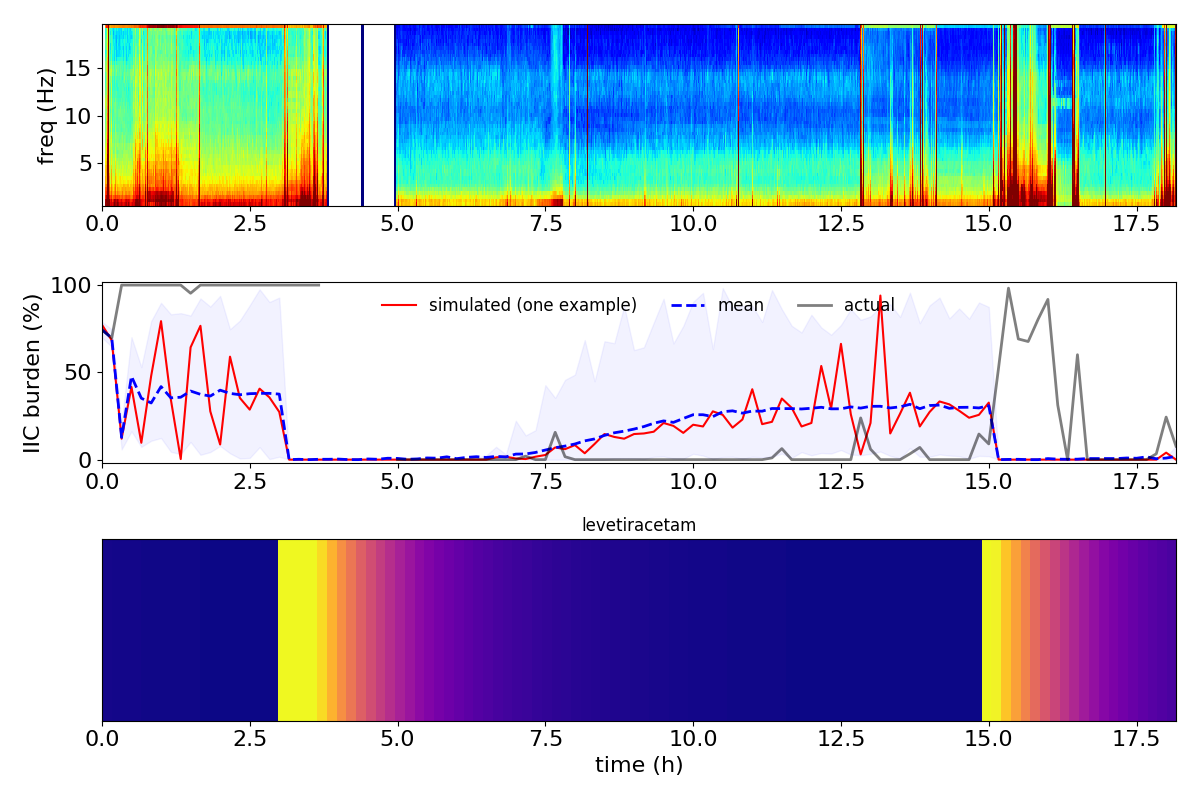 freq (Hz)
15
10
5
0.0 2.5 5.0 7.5 10.0 12.5 15.0 17.5
IIC burden (%)
100
50
0
simulated (one example) mean actual
0.0 2.5 5.0 7.5 10.0 12.5 15.0 17.5
levetiracetam
0.0 2.5 5.0 7.5 10.0 12.5 15.0 17.5
time (h)